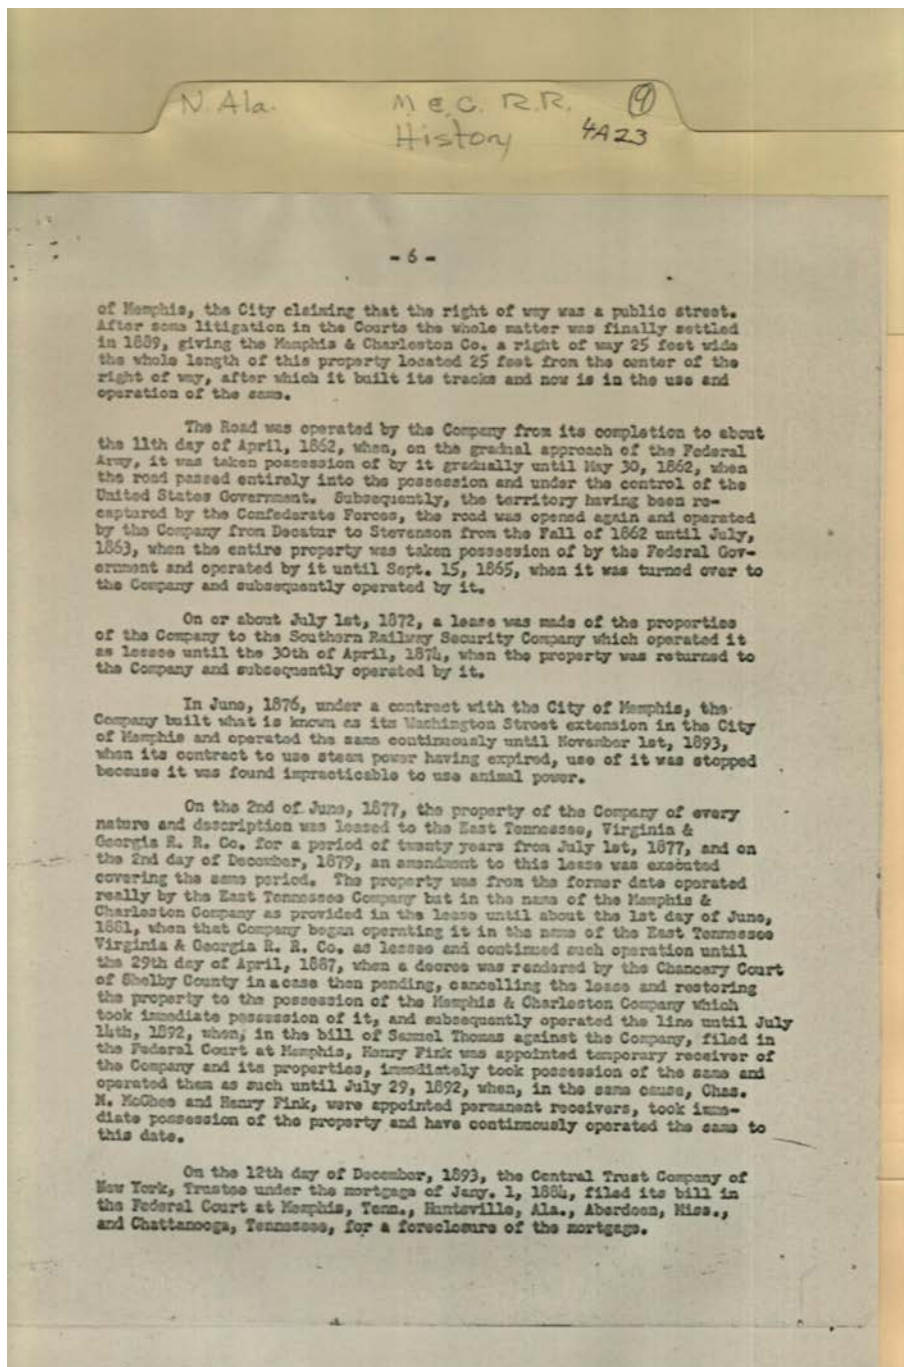 N. Ala. M. & C. R.R. 9
History 4A23
- 6 -
of Memphis, the City claiming that the right of way was a public street.
After some litigation in the Courts the whole matter was finally settled
in 1889, giving the Memphis & Charleston Co. a right of way 25 feet wide
the whole length of this property located 25 feet from the center of the
right of way, after which it built its tracks and now is in the use and
operation of the same.
The Road was operated by the Company from its completion to about
the 11th day of April, 1862, when, on the gradual approach of the Federal
Army, it was taken possession of by it gradually until May 30, 1862, when
the road passed entirely into the possession and under the control of the
United States Government. Subsequently, the territory having been re-
captured by the Confederate Forces, the road was opened again and operated
by the Company from Decatur to Stevenson from the Fall of 1862 until July,
1863, when the entire property was taken possession of by the Federal Gov-
ernment and operated by it until Sept. 15, 1865, when it was turned over to
the Company and subsequently operated by it.
On or about July 1st, 1872, a lease was made of the properties
of the Company to the Southern Railway Security Company which operated it
as lessee until the 30th of April, 1874, when the property was returned to
the Company and subsequently operated by it.
In June, 1876, under a contract with the City of Memphis, the
Company built what is known as its Washington Street extension in the City
of Memphis and operated the same continuously until November 1st, 1893,
when its contract to use steam power having expired, use of it was stopped
because it was found impracticable to use animal power.
On the 2nd of June, 1877, the property of the Company of every
nature and description was leased to the East Tennessee, Virginia &
Georgia R. R. Co. for a period of twenty years from July 1st, 1877, and on
the 2nd day of December, 1879, an amendment to this lease was executed
covering the same period. The property was from the former date operated
really by the East Tennessee Company but in the name of the Memphis &
Charleston Company as provided in the lease until about the 1st day of June,
1881, when that Company began operating it in the name of the East Tennessee
Virginia & Georgia R. R. Co. as lessee and continued such operation until
the 29th day of April, 1887, when a decree was rendered by the Chancery Court
of Shelby County in a case then pending, cancelling the lease and restoring
the property to the possession of the Memphis & Charleston Company which
took immediate possession of it, and subsequently operated the line until July
14th, 1892, when, in the bill of Samuel Thomas against the Company, filed in
the Federal Court at Memphis, Henry Fink was appointed temporary receiver of
the Company and its properties, immediately took possession of the same and
operated them as such until July 29, 1892, when, in the same cause, Chas.
M. McGhee and Henry Fink, were appointed permanent receivers, took imme-
diate possession of the property and have continuously operated the same to
this date.
On the 12th day of December, 1893, the Central Trust Company of
New York, Trustee under the mortgage of Jany. 1, 1884, filed its bill in
the Federal Court at Memphis, Tenn., Huntsville, Ala., Aberdeen, Miss.,
and Chattanooga, Tennessee, for a foreclosure of the mortgage.